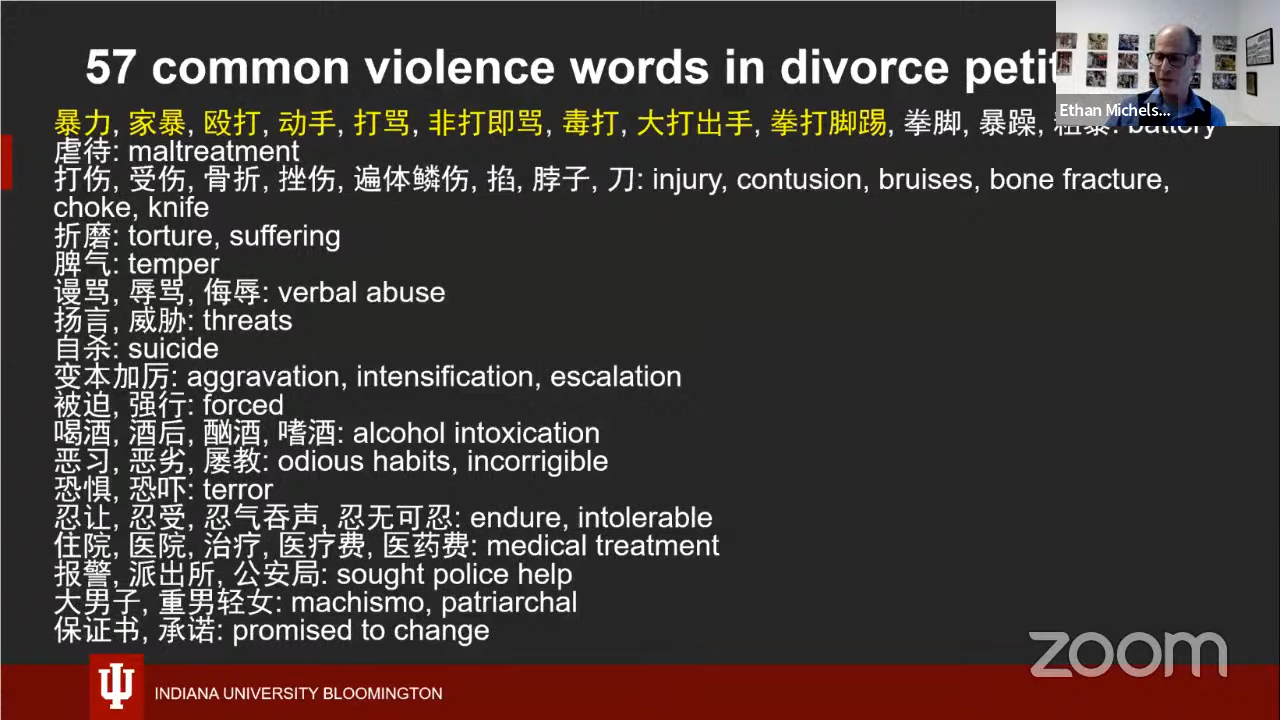 57 common violence words in divorce petit
Ethan Michels...
暴力, 家暴, 殴打, 动手, 打骂, 非打即骂, 毒打, 大打出手, 拳打脚踢, 拳脚, 暴躁, 粗暴: battery
虐待: maltreatment
打伤, 受伤, 骨折, 挫伤, 遍体鳞伤, 掐, 脖子, 刀: injury, contusion, bruises, bone fracture,
choke, knife
折磨: torture, suffering
脾气: temper
谩骂, 辱骂, 侮辱: verbal abuse
扬言, 威胁: threats
自杀: suicide
变本加厉: aggravation, intensification, escalation
被迫, 强行: forced
喝酒, 酒后, 酗酒, 嗜酒: alcohol intoxication
恶习, 恶劣, 屡教: odious habits, incorrigible
恐惧, 恐吓: terror
忍让, 忍受, 忍气吞声, 忍无可忍: endure, intolerable
住院, 医院, 治疗, 医疗费, 医药费: medical treatment
报警, 派出所, 公安局: sought police help
大男子, 重男轻女: machismo, patriarchal
保证书, 承诺: promised to change
zoom
INDIANA UNIVERSITY BLOOMINGTON